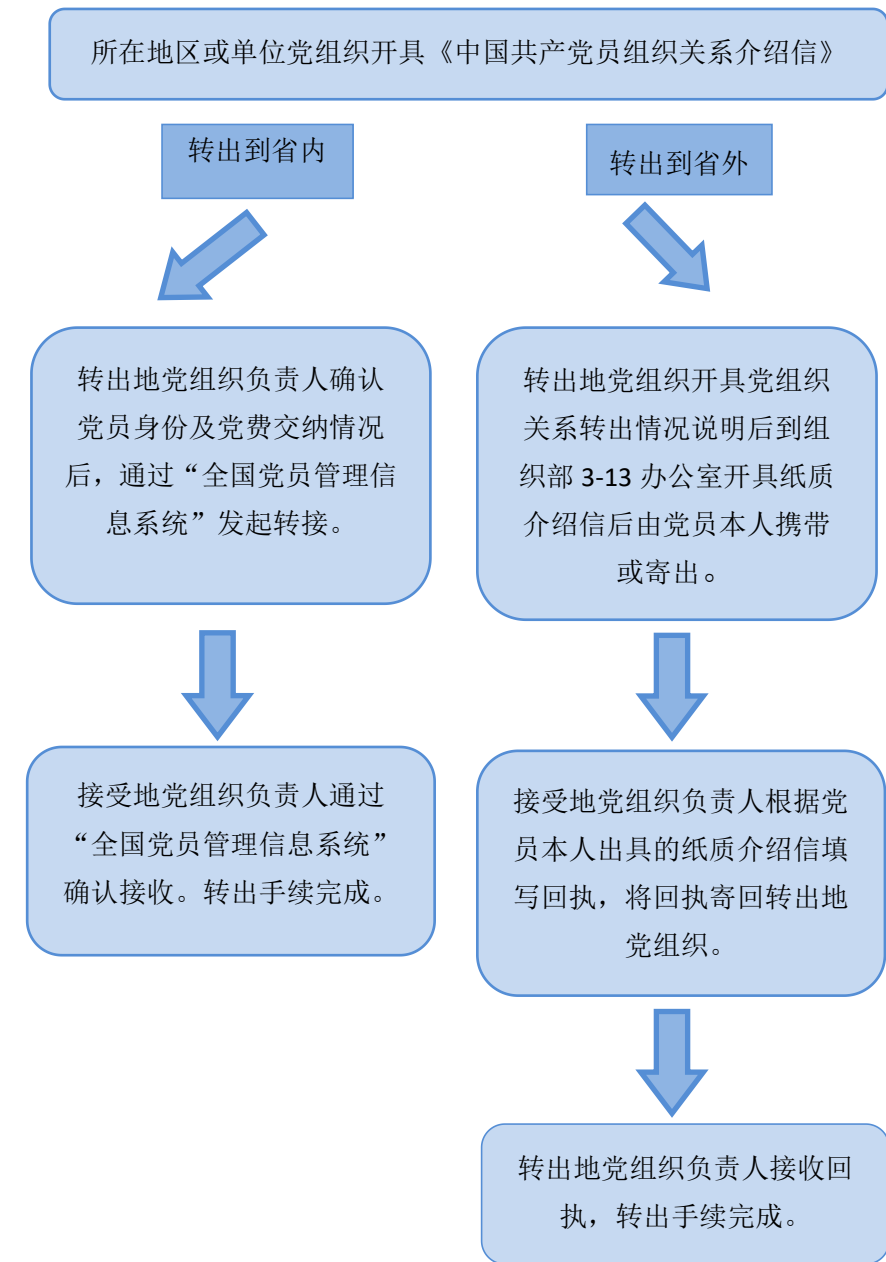 所在地区或单位党组织开具《中国共产党员组织关系介绍信》
转出到省内
转出到省外
转出地党组织负责人确认
党员身份及党费交纳情况
后，通过“全国党员管理信
息系统”发起转接。
转出地党组织开具党组织
关系转出情况说明后到组
织部 3-13 办公室开具纸质
介绍信后由党员本人携带
或寄出。
接受地党组织负责人通过
“全国党员管理信息系统”
确认接收。转出手续完成。
接受地党组织负责人根据党
员本人出具的纸质介绍信填
写回执，将回执寄回转出地
党组织。
转出地党组织负责人接收回
执，转出手续完成。